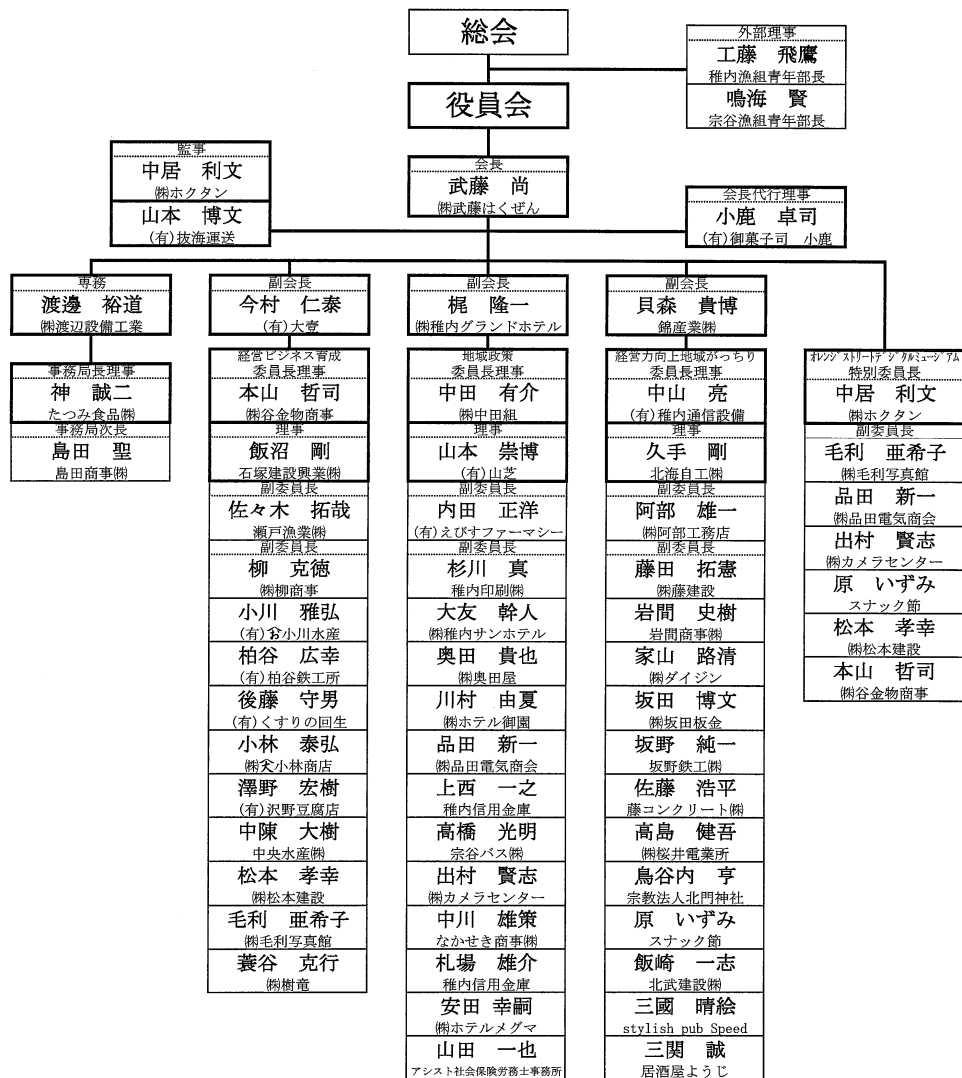 総会
役員会
外部理事
工藤　飛鷹
稚内漁組青年部長
鳴海　賢
宗谷漁組青年部長
監事
中居　利文
㈱ホクタン
山本　博文
(有)抜海運送
会長
武藤　尚
㈱武藤はくぜん
会長代行理事
小鹿　卓司
(有)御菓子司　小鹿
専務
渡邊　裕道
㈱渡辺設備工業
事務局長理事
神　誠二
たつみ食品㈱
事務局次長
島田　聖
島田商事㈱
副会長
今村　仁泰
(有)大壹
経営ビジネス育成
委員長理事
本山　哲司
㈱谷金物商事
理事
飯沼　剛
石塚建設興業㈱
副委員長
佐々木　拓哉
瀬戸漁業㈱
副委員長
柳　克徳
㈱柳商事
小川　雅弘
(有)小川水産
柏谷　広幸
(有)柏谷鉄工所
後藤　守男
(有)くすりの回生
小林　泰弘
㈱小林商店
澤野　宏樹
(有)沢野豆腐店
中陳　大樹
中央水産㈱
松本　孝幸
㈱松本建設
毛利　亜希子
㈱毛利写真館
蓑谷　克行
㈱樹竜
副会長
梶　隆一
㈱稚内グランドホテル
地域政策
委員長理事
中田　有介
㈱中田組
理事
山本　崇博
(有)山芝
副委員長
内田　正洋
(有)えびすファーマシー
副委員長
杉川　真
稚内印刷㈱
大友　幹人
㈱稚内サンホテル
奥田　貴也
㈱奥田屋
川村　由夏
㈱ホテル御園
品田　新一
㈱品田電気商会
上西　一之
稚内信用金庫
高橋　光明
宗谷バス㈱
出村　賢志
㈱カメラセンター
中川　雄策
なかせき商事㈱
札場　雄介
稚内信用金庫
安田　幸嗣
㈱ホテルメグマ
山田　一也
アシスト社会保険労務士事務所
副会長
貝森　貴博
錦産業㈱
経営力向上地域がっちり
委員長理事
中山　亮
(有)稚内通信設備
理事
久手　剛
北海自工㈱
副委員長
阿部　雄一
㈱阿部工務店
副委員長
藤田　拓憲
㈱藤建設
岩間　史樹
岩間商事㈱
家山　路清
㈱ダイジン
坂田　博文
㈱坂田板金
坂野　純一
坂野鉄工㈱
佐藤　浩平
藤コンクリート㈱
高島　健吾
㈱桜井電業所
鳥谷内　亨
宗教法人北門神社
原　いずみ
スナック節
飯崎　一志
北武建設㈱
三國　晴絵
stylish pub Speed
三関　誠
居酒屋ようじ
オレンジストリートデジタルミュージアム
特別委員長
中居　利文
㈱ホクタン
副委員長
毛利　亜希子
㈱毛利写真館
品田　新一
㈱品田電気商会
出村　賢志
㈱カメラセンター
原　いずみ
スナック節
松本　孝幸
㈱松本建設
本山　哲司
㈱谷金物商事